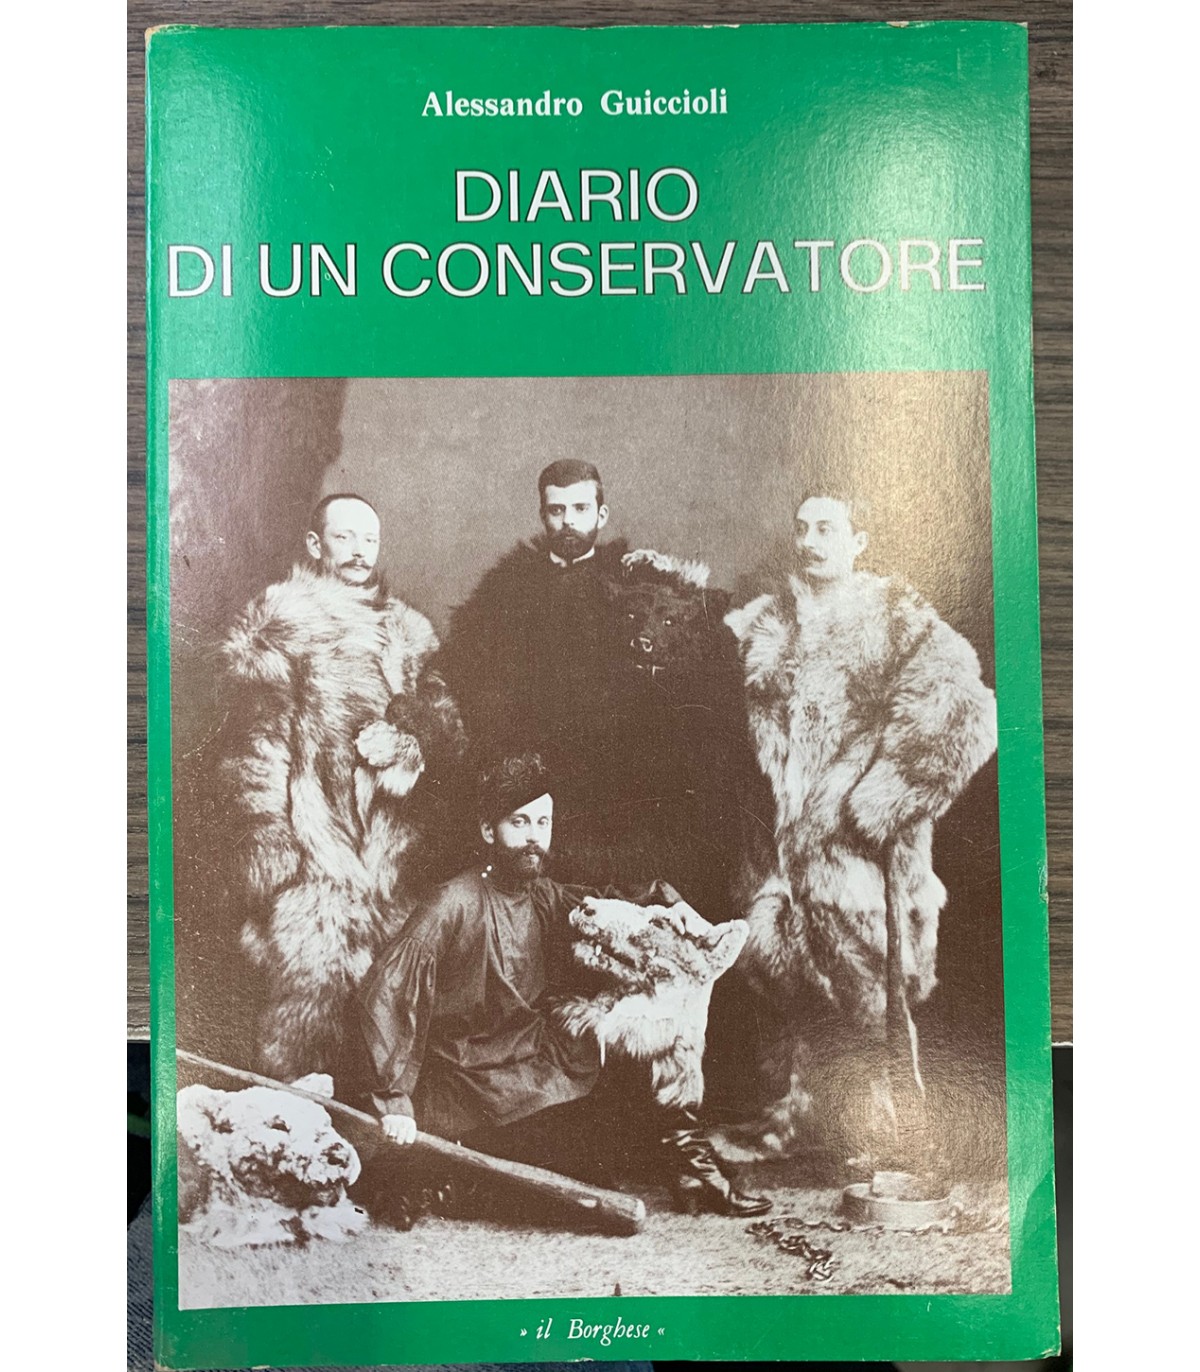 Alessandro Guiccioli
DIARIO
DI UN CONSERVATORE
» il Borghese «